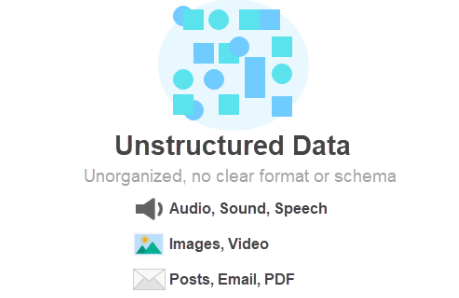 Unstructured Data
Unorganized, no clear format or schema
Audio, Sound, Speech
Images, Video
Posts, Email, PDF